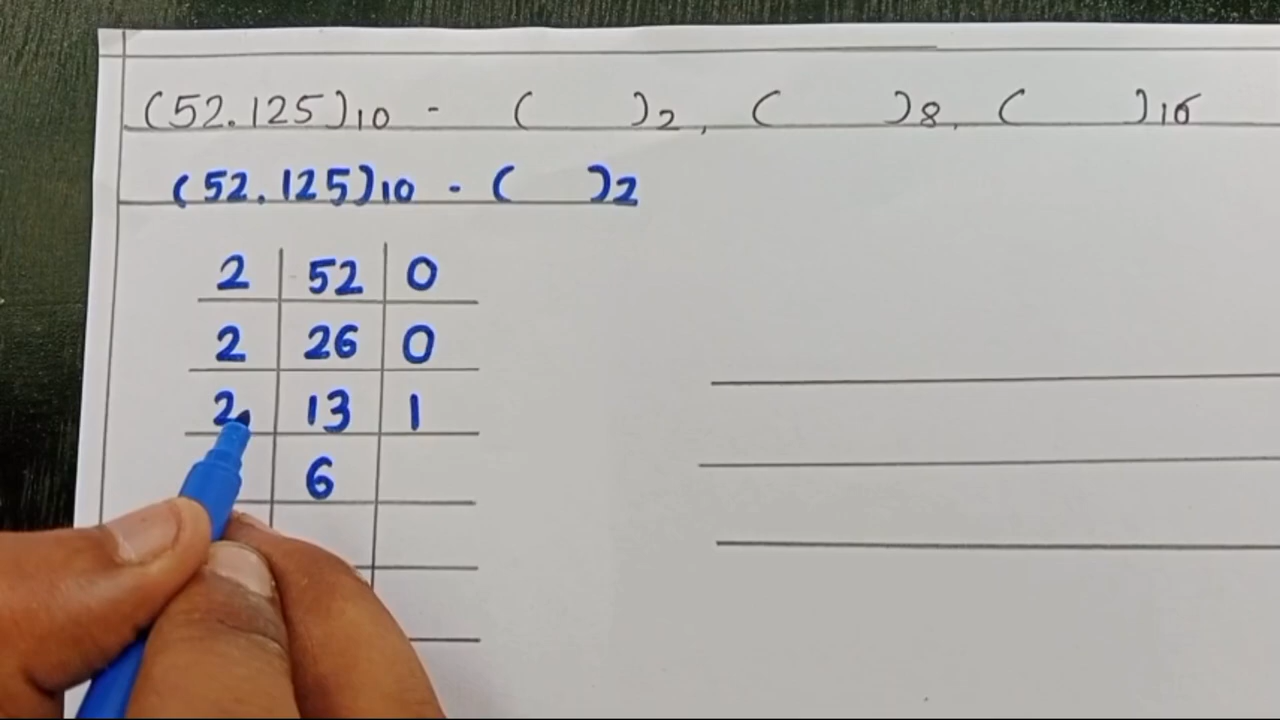 (52.125)10 - (    )2, (    )8, (    )16
(52.125)10 - (    )2
2 52 0
2 26 0
2 13 1
6